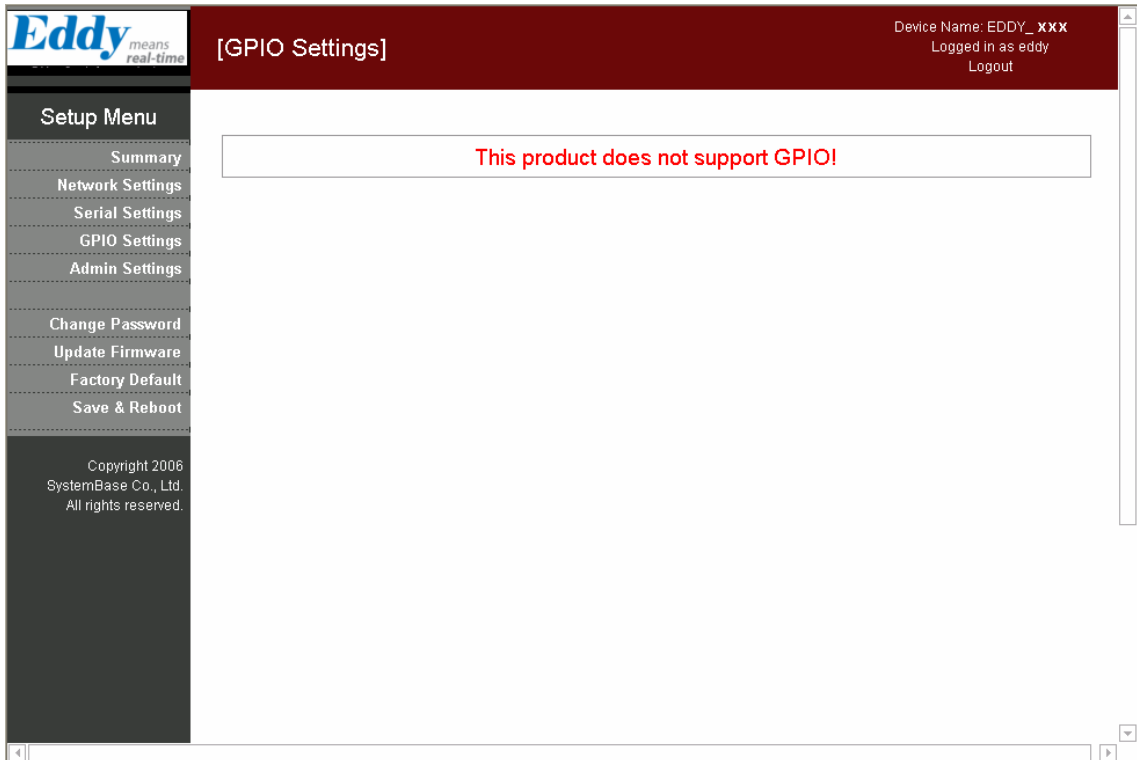 Eddy means
real-time
[GPIO Settings]
Device Name: EDDY_ XXX
Logged in as eddy
Logout
Setup Menu
Summary
Network Settings
Serial Settings
GPIO Settings
Admin Settings
Change Password
Update Firmware
Factory Default
Save & Reboot
Copyright 2006
SystemBase Co., Ltd.
All rights reserved.
This product does not support GPIO!